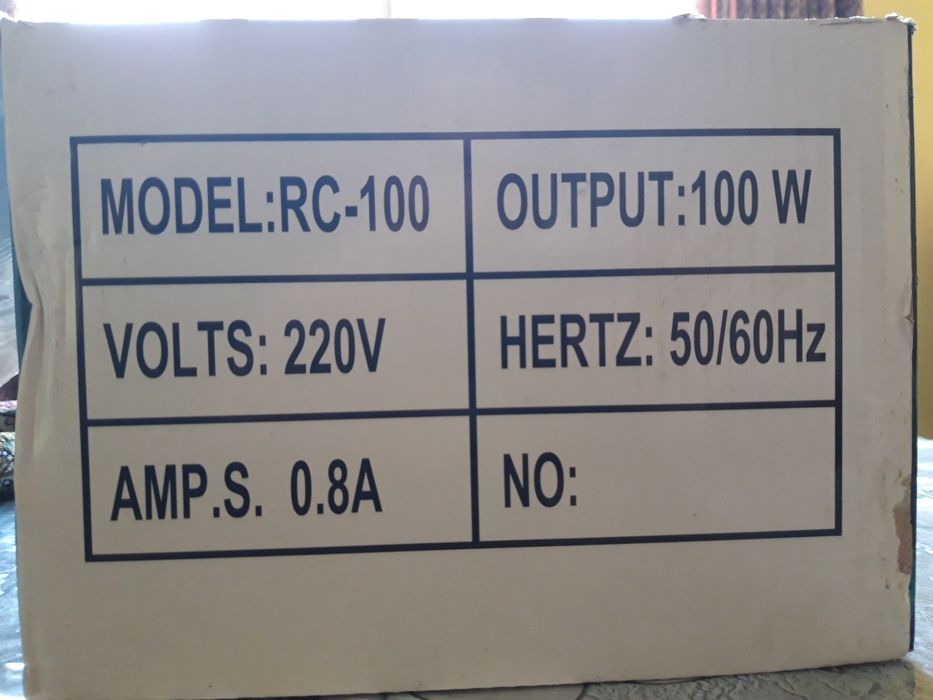 MODEL:RC-100
OUTPUT:100 W
VOLTS: 220V
HERTZ: 50/60Hz
AMP.S. 0.8A
NO: